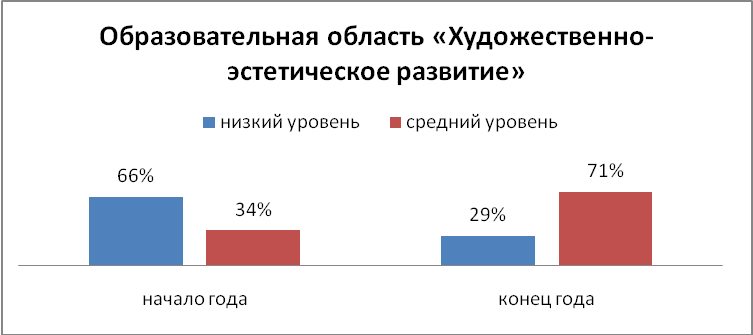 Образовательная область «Художественно-
эстетическое развитие»
низкий уровень средний уровень
66%
34%
29%
71%
начало года конец года